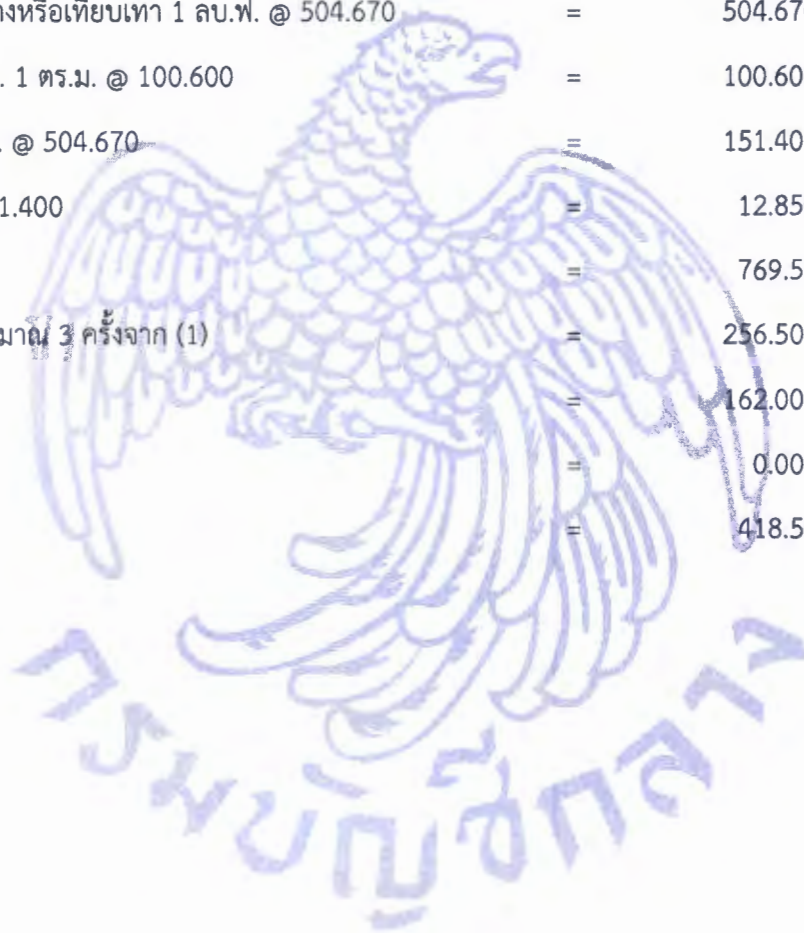 งหรือเทียบเทา 1 ลบ.ฟ. @ 504.670 = 504.67
. 1 ตร.ม. @ 100.600 = 100.60
. @ 504.670 = 151.40
1.400 = 12.85
= 769.5
มาณ 3 ครั้งจาก (1) = 256.50
= 162.00
= 0.00
= 418.5
กรมบัญชีกลาง